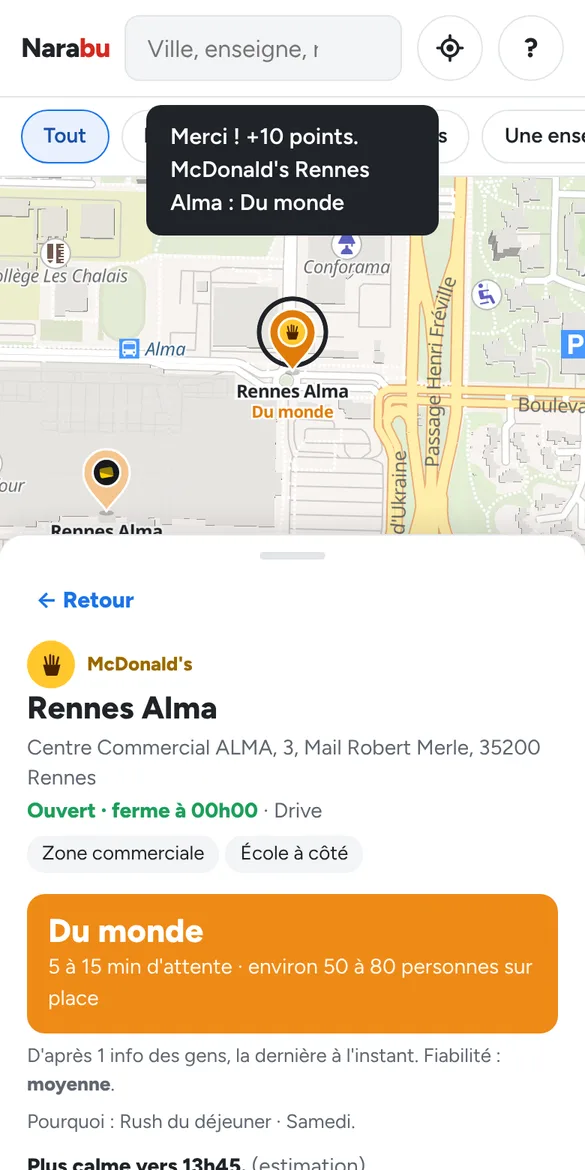 Narabu
Ville, enseigne, r
?
Tout
Une ense
Merci ! +10 points.
McDonald's Rennes
Alma : Du monde
s
ollège Les Chalais
Conforama
Alma
Passage Henri Fréville
P
Rennes Alma
Du monde
Bouleva
our
d'Ukraine
Rennes Alma
← Retour
McDonald's
Rennes Alma
Centre Commercial ALMA, 3, Mail Robert Merle, 35200
Rennes
Ouvert · ferme à 00h00 · Drive
Zone commerciale
École à côté
Du monde
5 à 15 min d'attente · environ 50 à 80 personnes sur
place
D'après 1 info des gens, la dernière à l'instant. Fiabilité :
moyenne.
Pourquoi : Rush du déjeuner · Samedi.
Plus calme vers 13h45. (estimation)